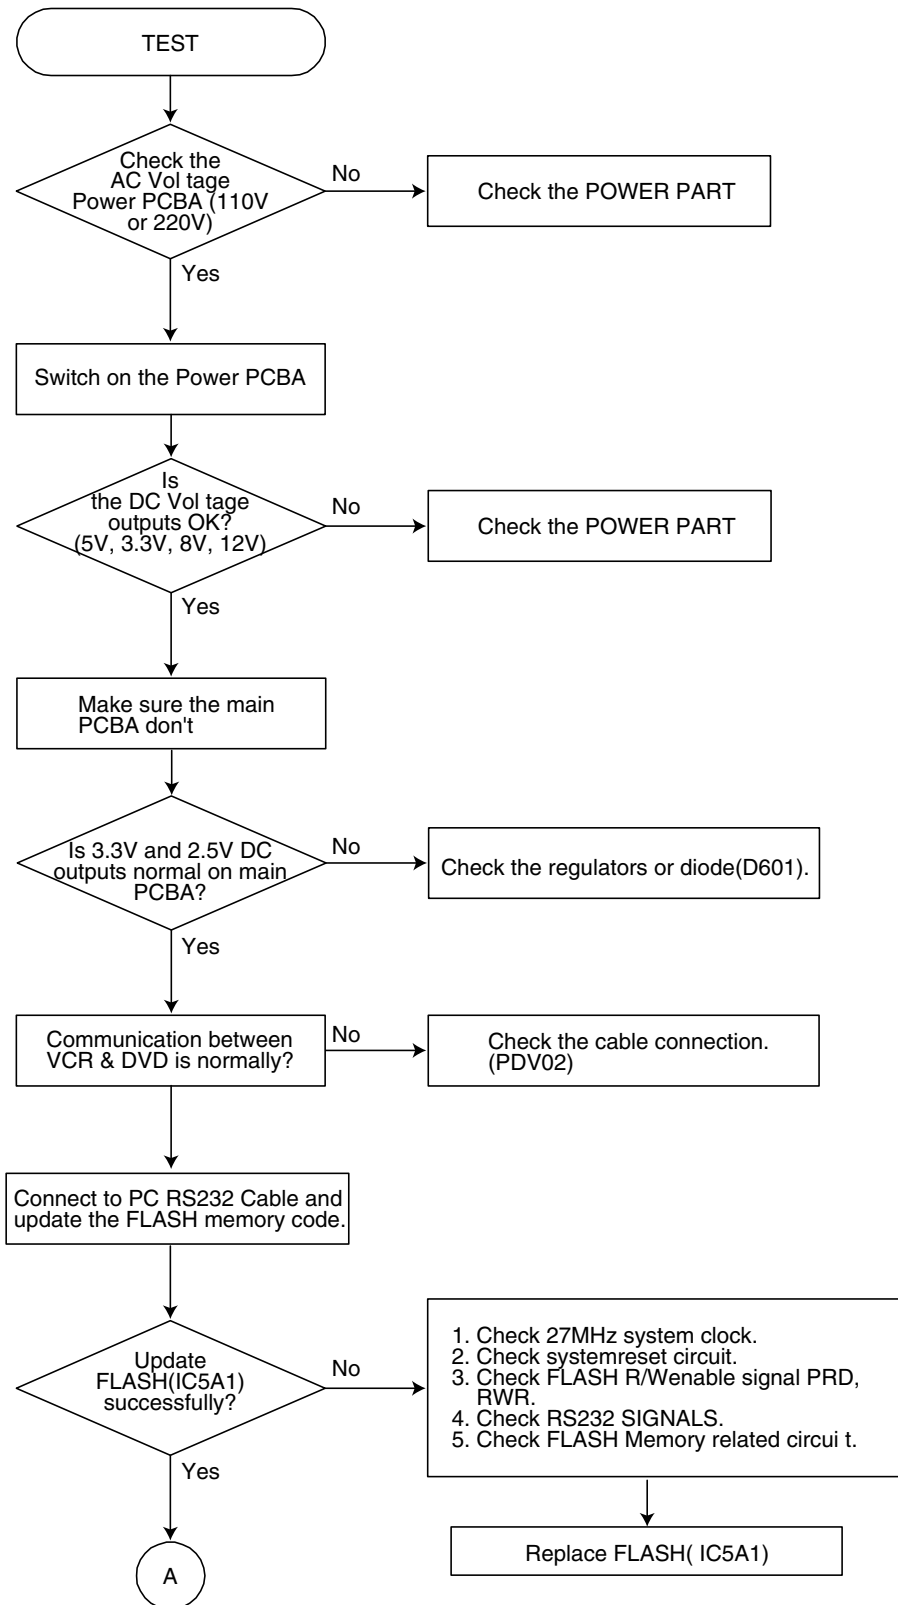 TEST
Check the
AC Vol tage
Power PCBA (110V
or 220V)
No
Check the POWER PART
Yes
Switch on the Power PCBA
Is
the DC Vol tage
outputs OK?
(5V, 3.3V, 8V, 12V)
No
Check the POWER PART
Yes
Make sure the main
PCBA don't
Is 3.3V and 2.5V DC
outputs normal on main
PCBA?
No
Check the regulators or diode(D601).
Yes
Communication between
VCR & DVD is normally?
No
Check the cable connection.
(PDV02)
Connect to PC RS232 Cable and
update the FLASH memory code.
Update
FLASH(IC5A1)
successfully?
No
1. Check 27MHz system clock.
2. Check systemreset circuit.
3. Check FLASH R/Wenable signal PRD,
RWR.
4. Check RS232 SIGNALS.
5. Check FLASH Memory related circui t.
Yes
Replace FLASH( IC5A1)
A